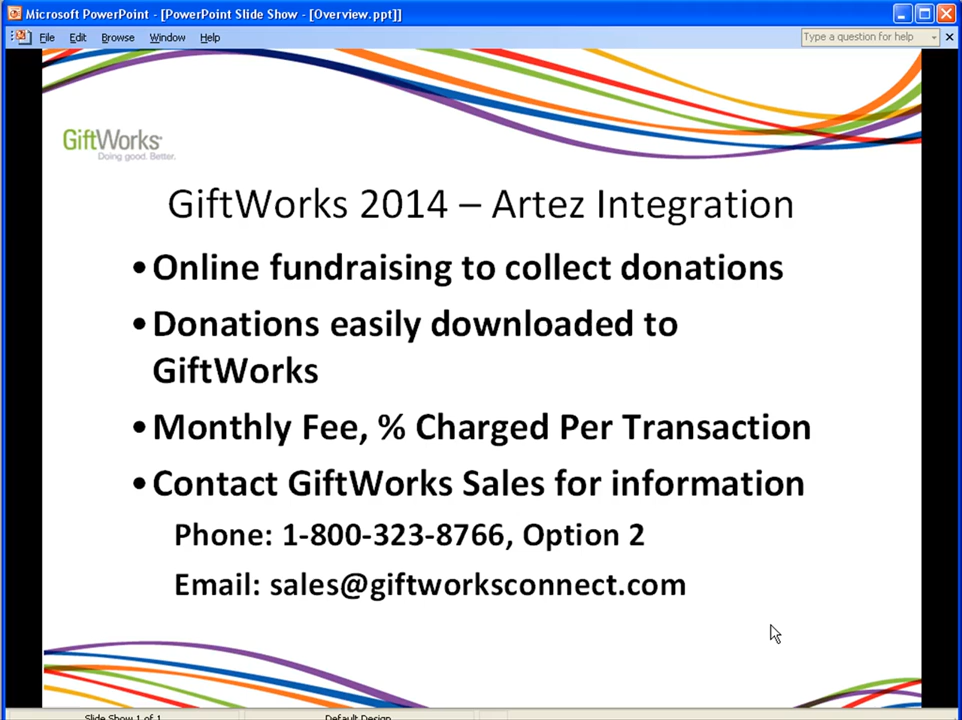 Microsoft PowerPoint - [PowerPoint Slide Show - [Overview.ppt]]
File Edit Browse Window Help
Type a question for help
GiftWorks
Doing good. Better.
GiftWorks 2014 – Artez Integration
•Online fundraising to collect donations
•Donations easily downloaded to
GiftWorks
•Monthly Fee, % Charged Per Transaction
•Contact GiftWorks Sales for information
Phone: 1-800-323-8766, Option 2
Email: sales@giftworksconnect.com
Slide Show 1 of 1 Default Design